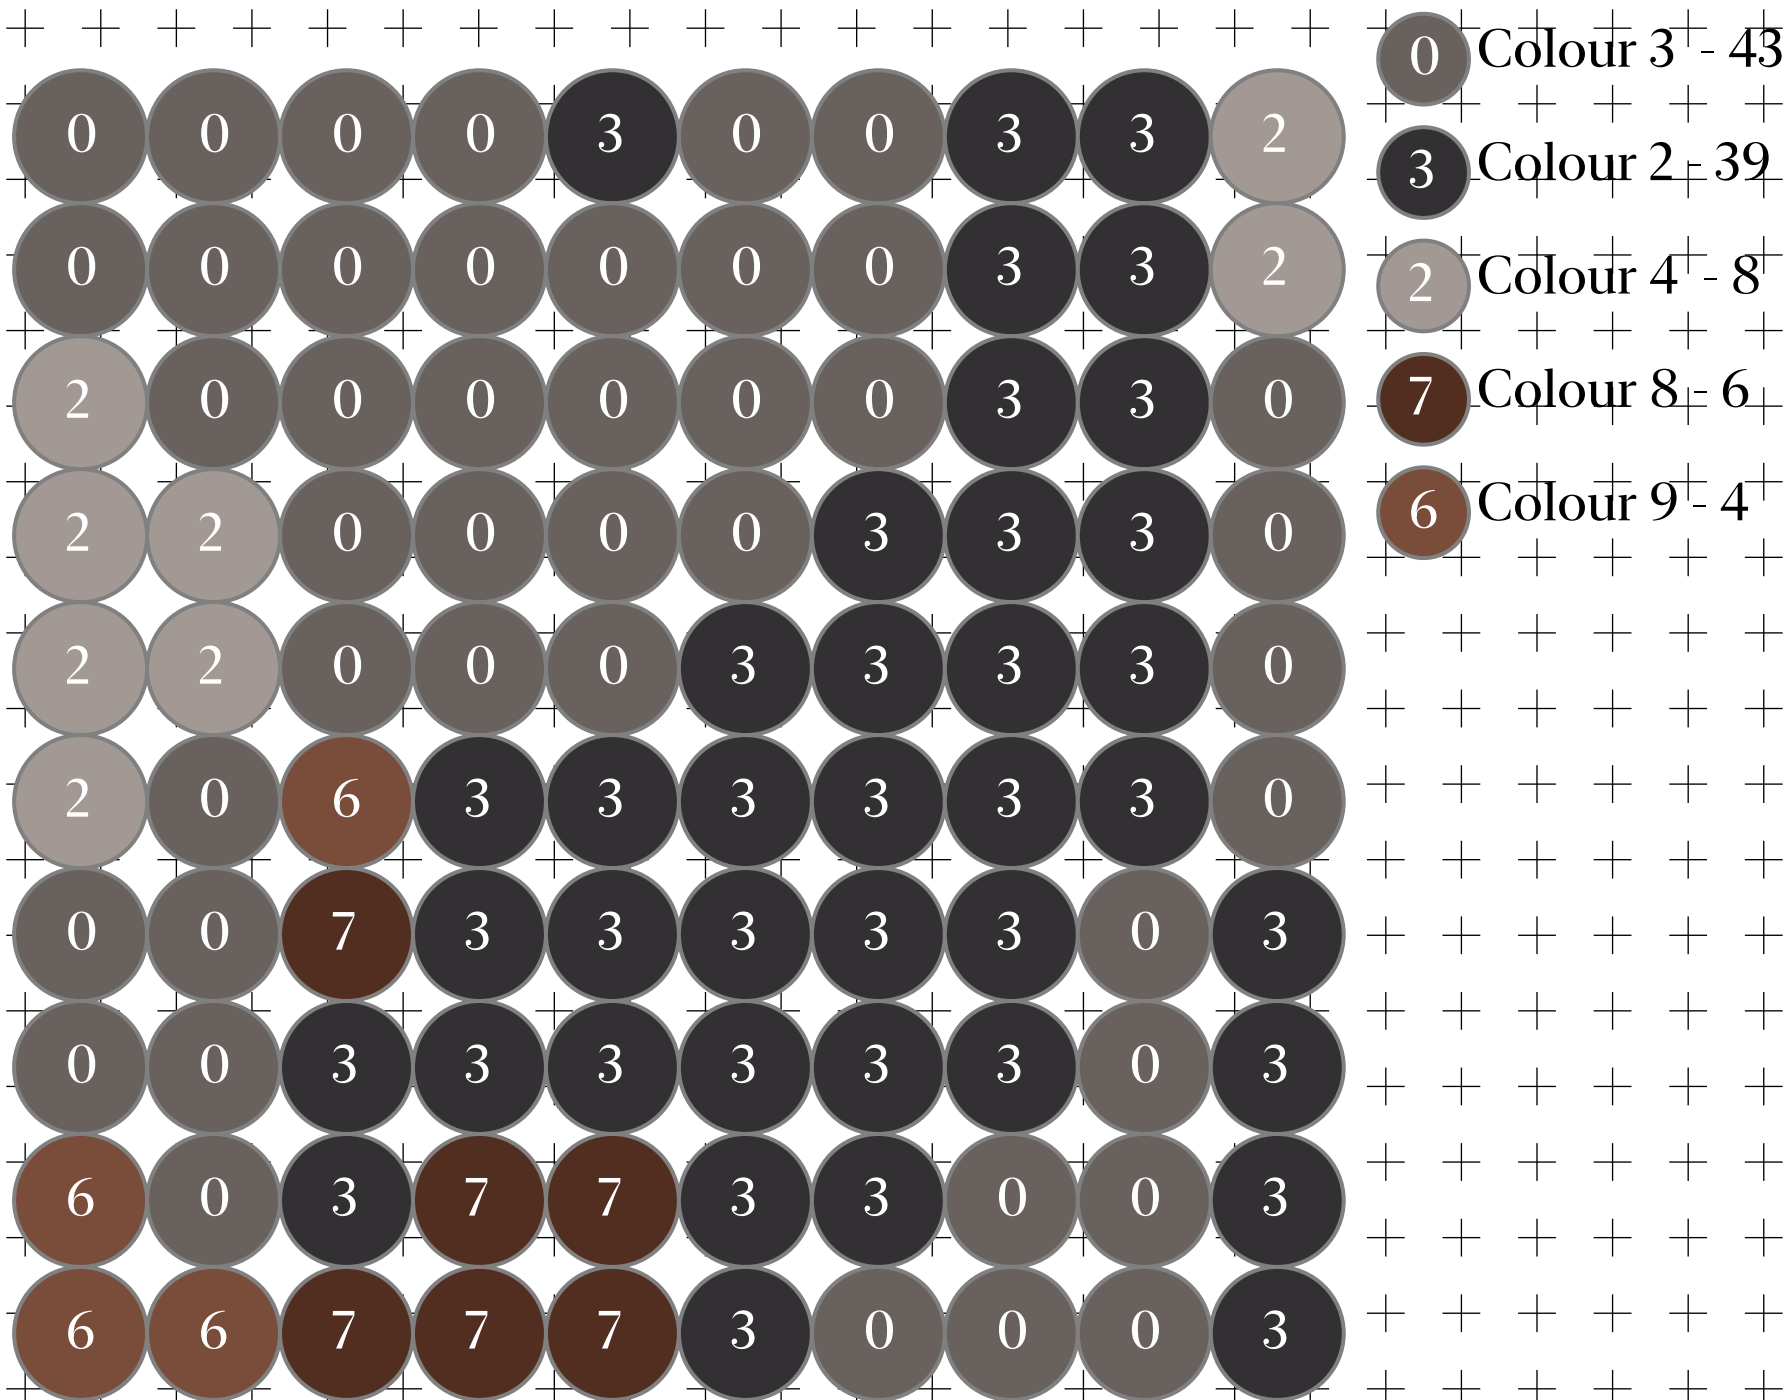 0 Colour 3 - 43
0 0 0 0 3 0 0 3 3 2
3 Colour 2 - 39
0 0 0 0 0 0 0 3 3 2
2 Colour 4 - 8
2 0 0 0 0 0 0 3 3 0
7 Colour 8 - 6
2 2 0 0 0 0 3 3 3 0
6 Colour 9 - 4
2 2 0 0 0 3 3 3 3 0
2 0 6 3 3 3 3 3 3 0
0 0 7 3 3 3 3 3 0 3
0 0 3 3 3 3 3 3 0 3
6 0 3 7 7 3 3 0 0 3
6 6 7 7 7 3 0 0 0 3